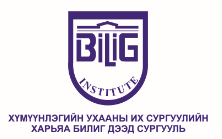 BILIG
INSTITUTE
ХҮМҮҮНЛЭГИЙН УХААНЫ ИХ СУРГУУЛИЙН
ХАРЬЯА БИЛИГ ДЭЭД СУРГУУЛЬ